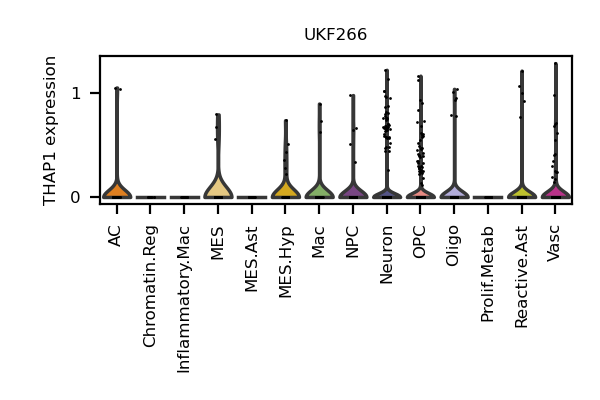 UKF266
THAP1 expression
1
0
AC
Chromatin.Reg
Inflammatory.Mac
MES
MES.Ast
MES.Hyp
Mac
NPC
Neuron
OPC
Oligo
Prolif.Metab
Reactive.Ast
Vasc